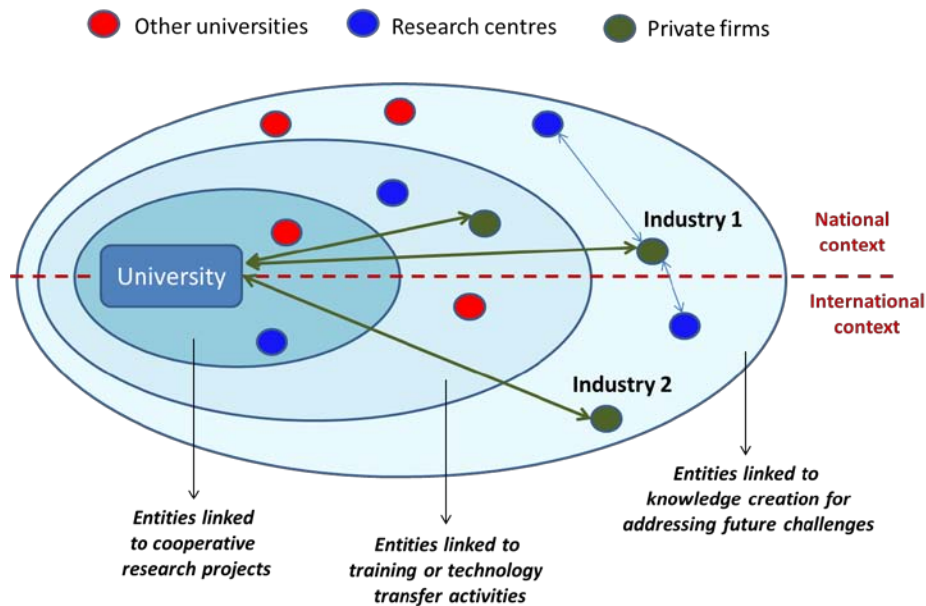 Other universities
Research centres
Private firms
Industry 1
National
context
University
International
context
Industry 2
Entities linked
to cooperative
research projects
Entities linked to
training or technology
transfer activities
Entities linked to
knowledge creation for
addressing future challenges